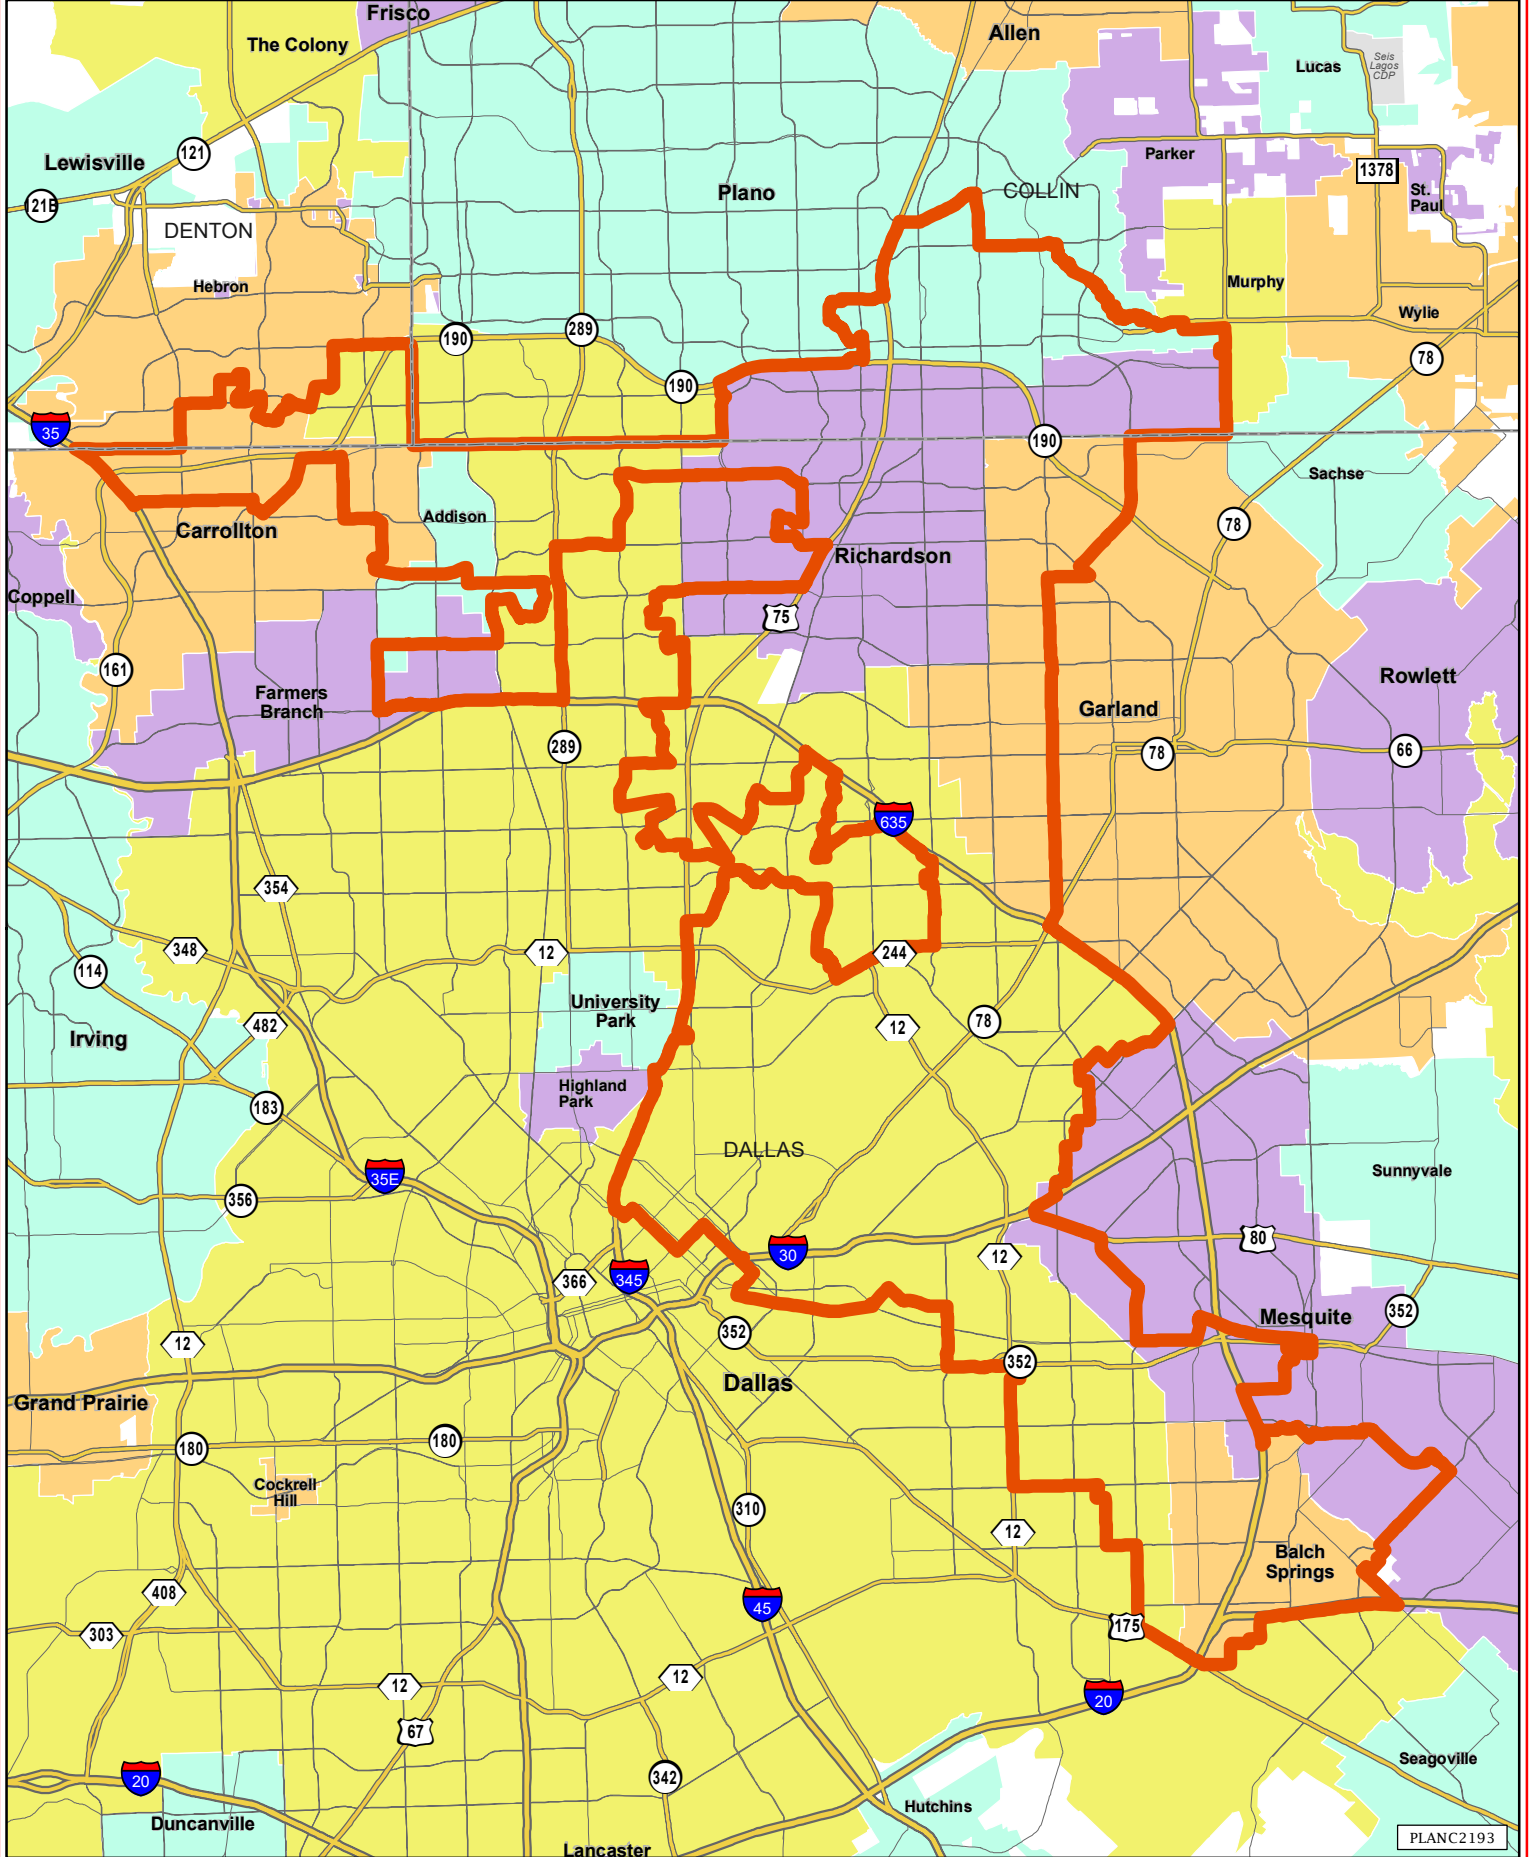 Frisco
The Colony
Allen
Lucas
Seis
Lagos
CDP
121
Lewisville
Parker
1378
St.
Paul
Plano
COLLIN
21E
DENTON
Hebron
Murphy
Wylie
190
289
190
78
35
190
Sachse
Addison
78
Carrollton
Richardson
Coppell
75
161
Farmers
Branch
Rowlett
Garland
289
78
66
635
354
348
12
244
114
University
Park
482
12
78
Irving
Highland
Park
183
DALLAS
Sunnyvale
35E
356
80
30
12
366
345
Mesquite
352
12
352
352
Dallas
Grand Prairie
180
180
Cockrell
Hill
310
12
Balch
Springs
408
45
303
175
12
12
20
67
Seagoville
20
342
Hutchins
Duncanville
Lancaster
PLANC2193